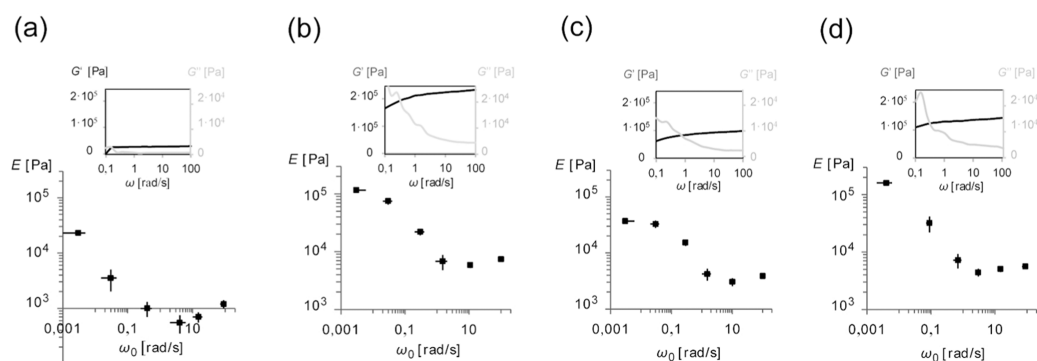 (a)
G' [Pa]
G'' [Pa]
2·10⁵
1·10⁵
0
2·10⁴
1·10⁴
0
0,1 1 10 100
ω [rad/s]
E [Pa]
10⁵
10⁴
10³
0,001 0,1 10
ω₀ [rad/s]
(b)
G' [Pa]
G'' [Pa]
2·10⁵
1·10⁵
0
2·10⁴
1·10⁴
0
0,1 1 10 100
ω [rad/s]
E [Pa]
10⁵
10⁴
10³
0,001 0,1 10
ω₀ [rad/s]
(c)
G' [Pa]
G'' [Pa]
2·10⁵
1·10⁵
0
2·10⁴
1·10⁴
0
0,1 1 10 100
ω [rad/s]
E [Pa]
10⁵
10⁴
10³
0,001 0,1 10
ω₀ [rad/s]
(d)
G' [Pa]
G'' [Pa]
2·10⁵
1·10⁵
0
2·10⁴
1·10⁴
0
0,1 1 10 100
ω [rad/s]
E [Pa]
10⁵
10⁴
10³
0,001 0,1 10
ω₀ [rad/s]